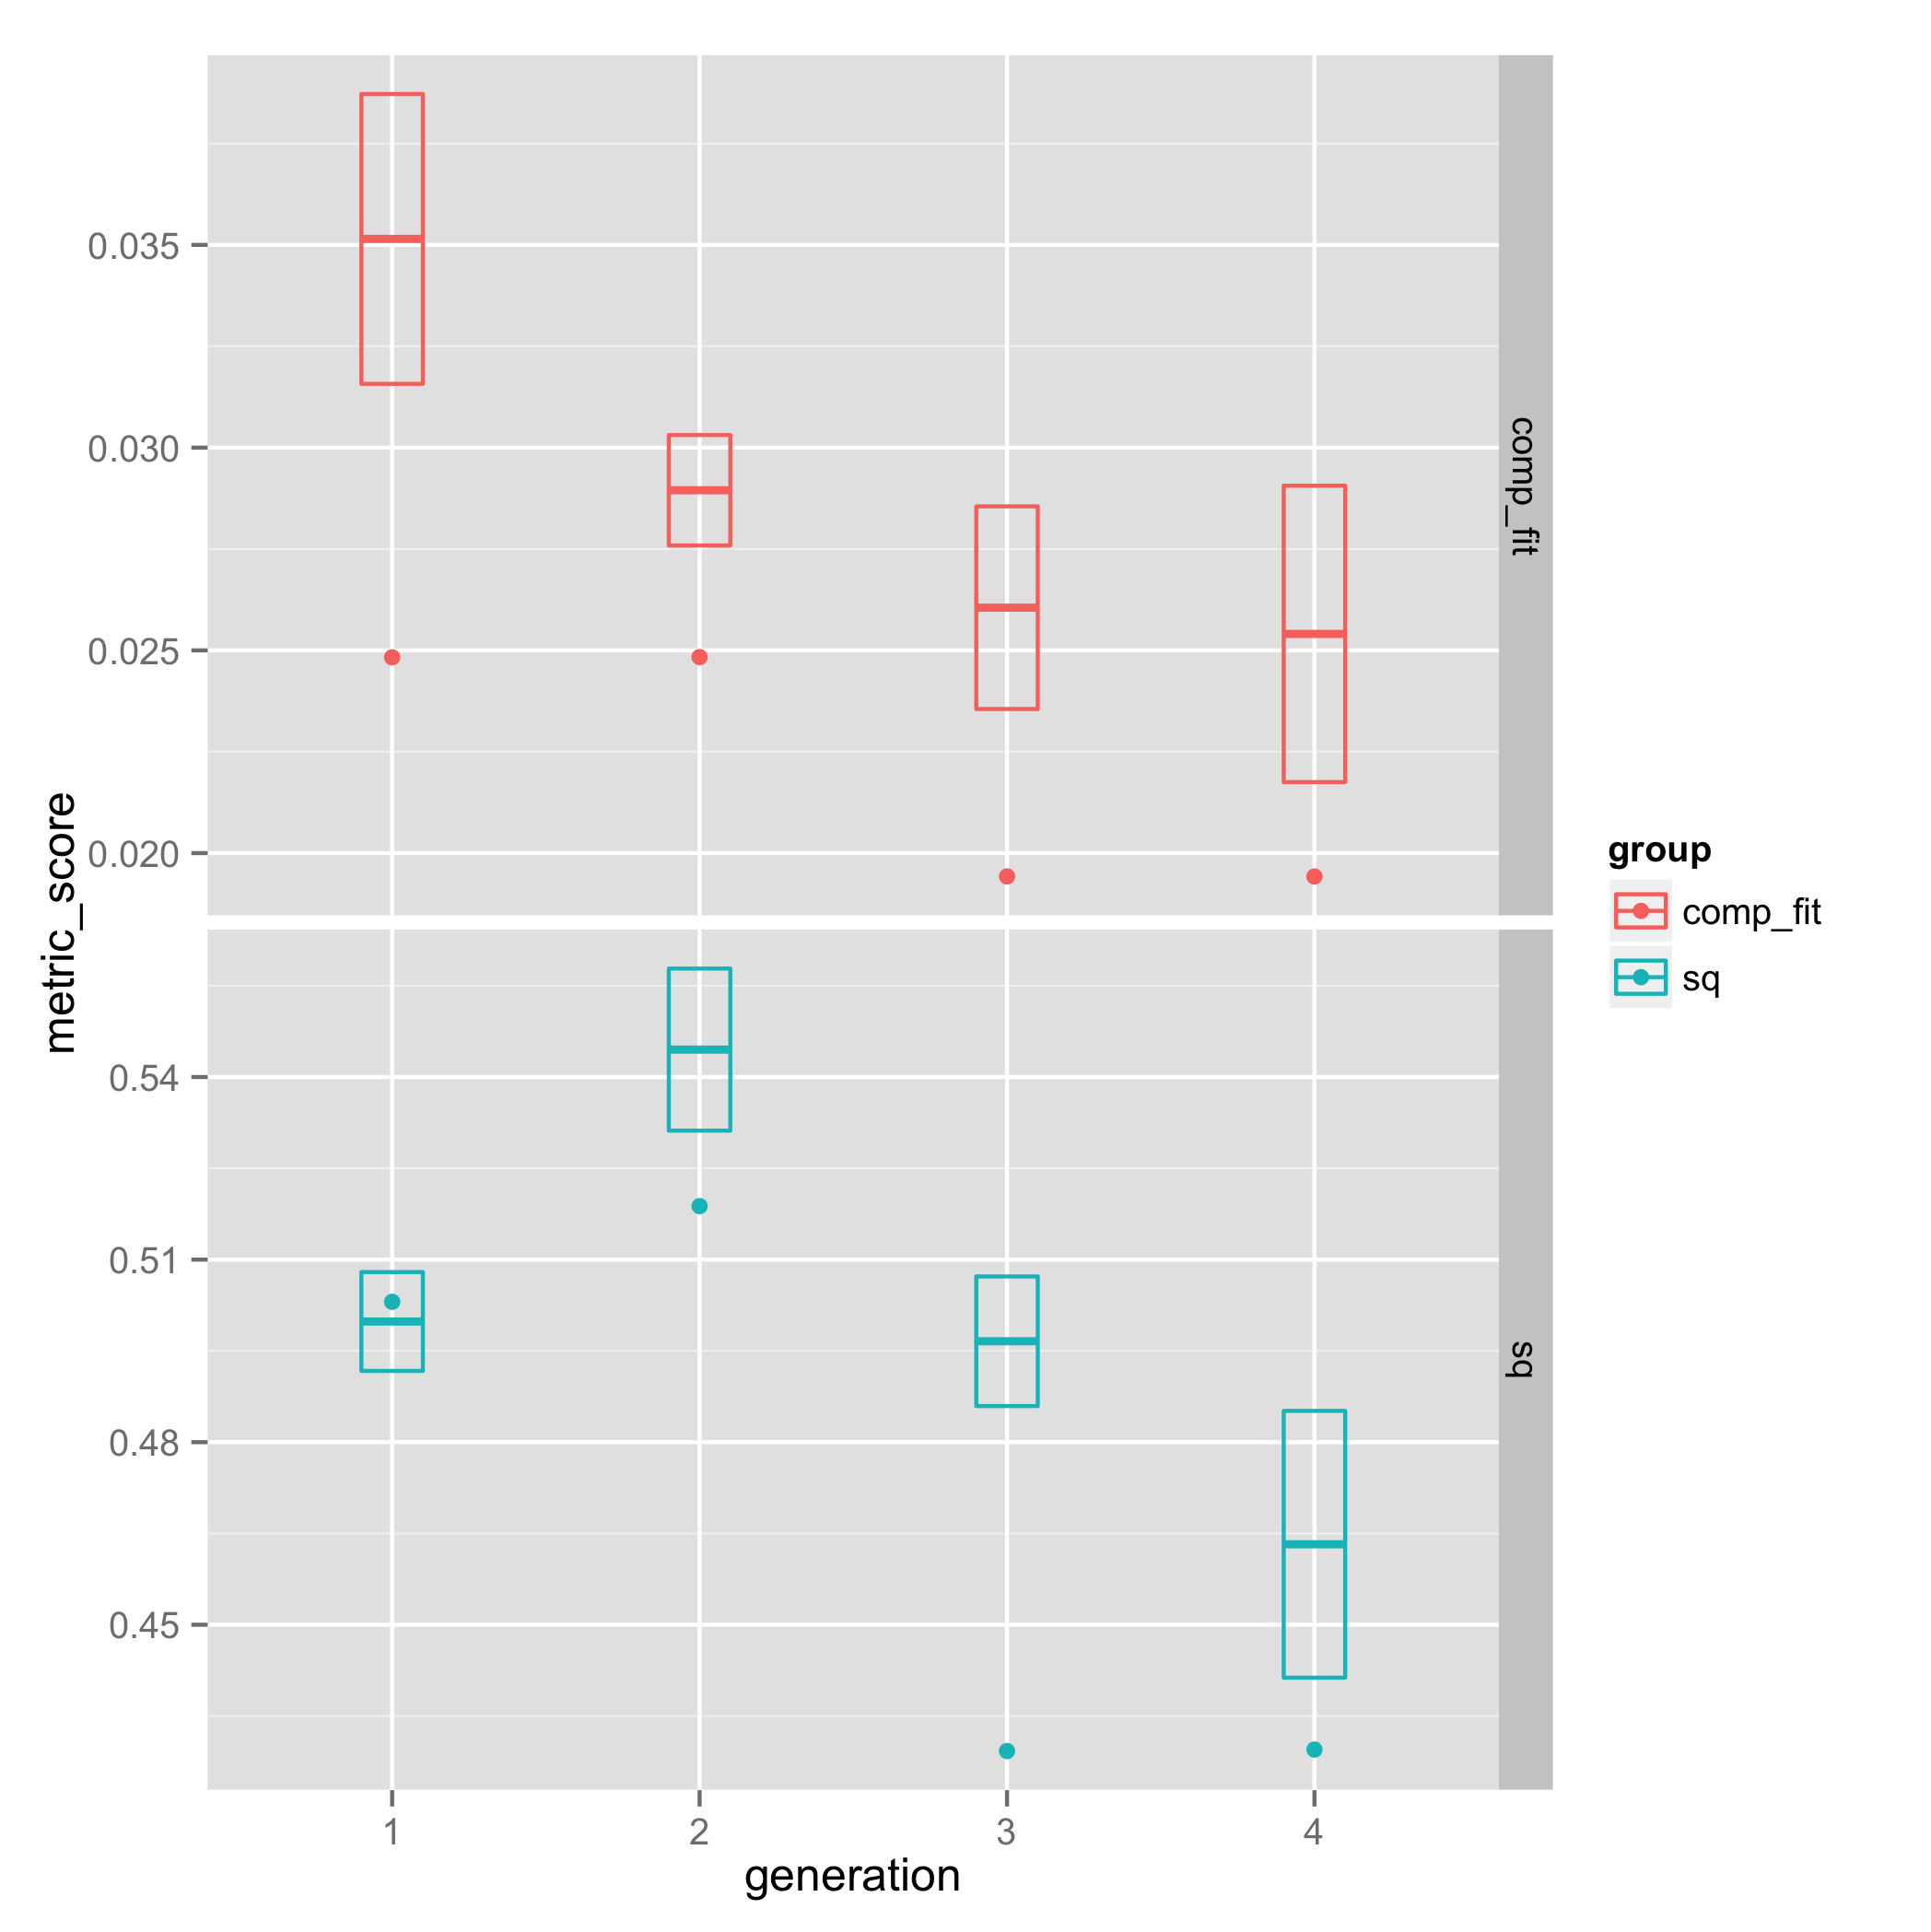 metric_score
0.035
0.030
0.025
0.020
comp_fit
0.54
0.51
0.48
0.45
sq
1 2 3 4
generation
group
comp_fit
sq